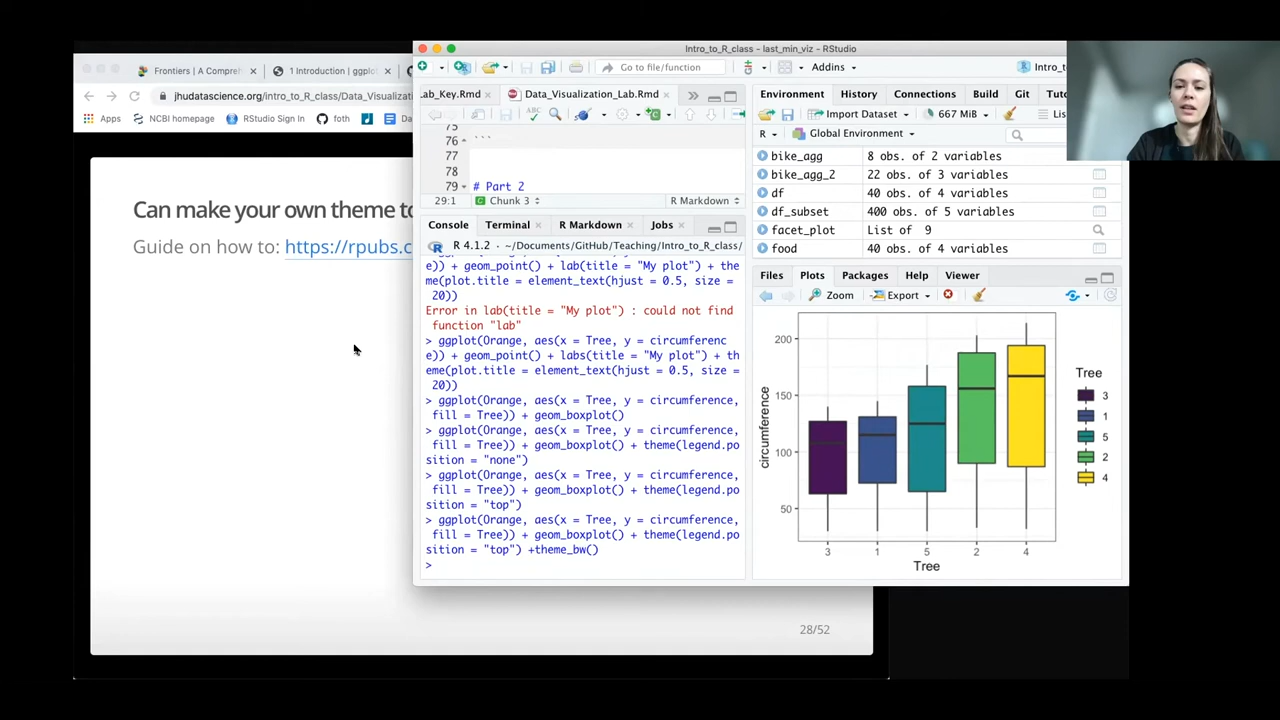 Intro_to_R_class - last_min_viz - RStudio
Go to file/function
Addins
Frontiers | A Comprehen
1 Introduction | ggplot
jhudatascience.org/intro_R_class/Data_Visualizati
Apps
NCBI homepage
RStudio Sign In
foth
Can make your own theme to
Guide on how to: https://rpubs.c
28/52
ab_Key.Rmd
Data_Visualization_Lab.Rmd
75
76 ```
77
78
79 # Part 2
29:1
Chunk 3
R Markdown
Console
Terminal
R Markdown
Jobs
R 4.1.2 · ~/Documents/GitHub/Teaching/Intro_to_R_class/
e)) + geom_point() + lab(title = "My plot") + the
me(plot.title = element_text(hjust = 0.5, size =
20))
Error in lab(title = "My plot") : could not find
function "lab"
> ggplot(Orange, aes(x = Tree, y = circumferenc
e)) + geom_point() + labs(title = "My plot") + th
eme(plot.title = element_text(hjust = 0.5, size =
20))
> ggplot(Orange, aes(x = Tree, y = circumference,
fill = Tree)) + geom_boxplot()
> ggplot(Orange, aes(x = Tree, y = circumference,
fill = Tree)) + geom_boxplot() + theme(legend.po
sition = "none")
> ggplot(Orange, aes(x = Tree, y = circumference,
fill = Tree)) + geom_boxplot() + theme(legend.po
sition = "top")
> ggplot(Orange, aes(x = Tree, y = circumference,
fill = Tree)) + geom_boxplot() + theme(legend.po
sition = "top") +theme_bw()
>
Environment
History
Connections
Build
Git
Import Dataset
667 MiB
R
Global Environment
bike_agg 8 obs. of 2 variables
bike_agg_2 22 obs. of 3 variables
df 40 obs. of 4 variables
df_subset 400 obs. of 5 variables
facet_plot List of 9
food 40 obs. of 4 variables
Files
Plots
Packages
Help
Viewer
Zoom
Export
200
150
100
50
circumference
3 1 5 2 4
Tree
Tree
3
1
5
2
4